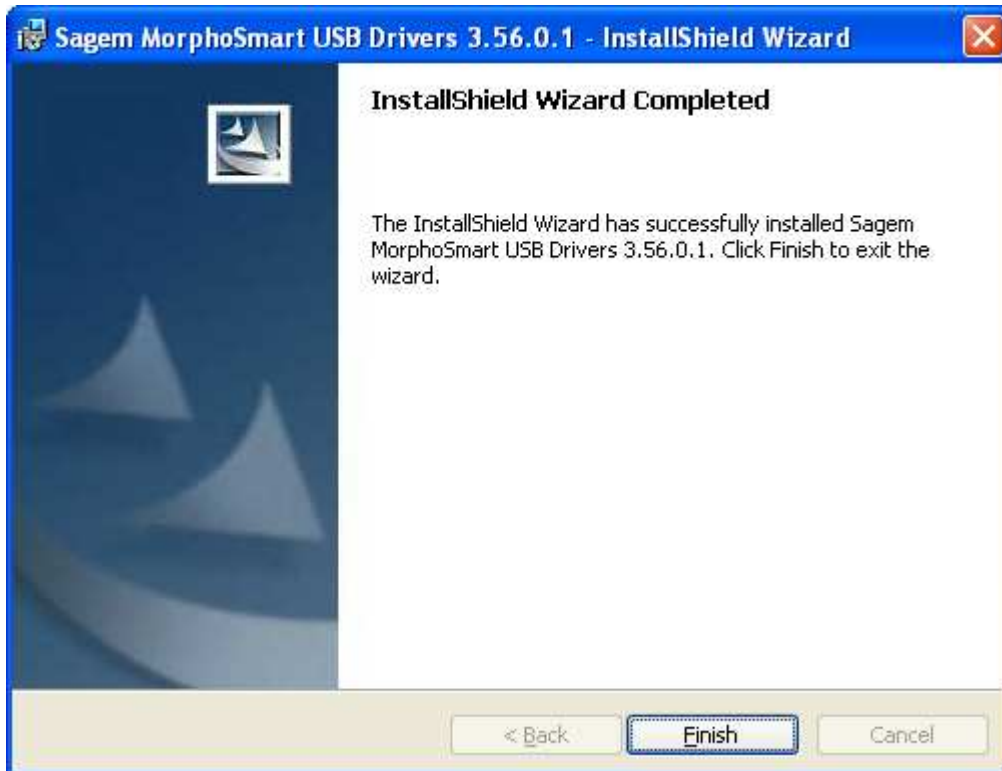 Sagem MorphoSmart USB Drivers 3.56.0.1 - InstallShield Wizard
InstallShield Wizard Completed
The InstallShield Wizard has successfully installed Sagem
MorphoSmart USB Drivers 3.56.0.1. Click Finish to exit the
wizard.
< Back
Finish
Cancel